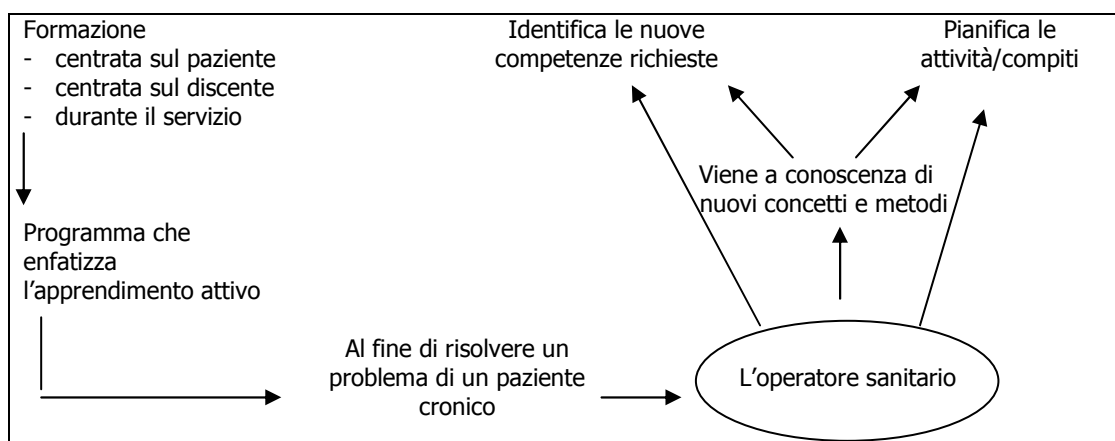 Formazione
- centrata sul paziente
- centrata sul discente
- durante il servizio
Programma che
enfatizza
l’apprendimento attivo
Al fine di risolvere un
problema di un paziente
cronico
L’operatore sanitario
Viene a conoscenza di
nuovi concetti e metodi
Identifica le nuove
competenze richieste
Pianifica le
attività/compiti